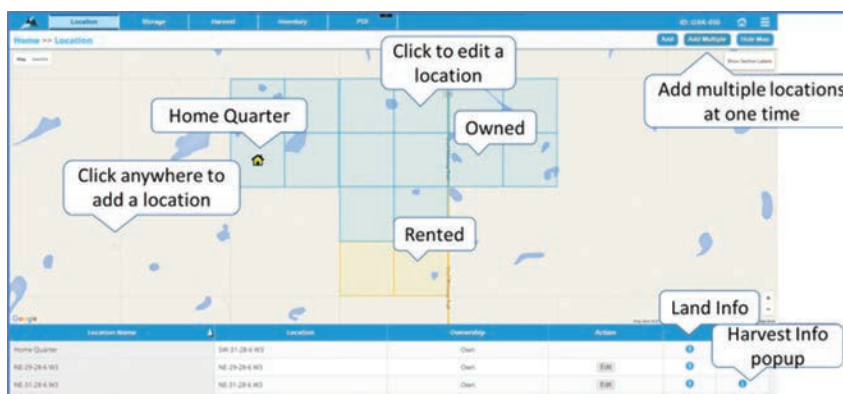 Location Storage Harvest Inventory PDI
Home >> Location
Add Add Multiple Hide Map
Map Satellite
Show Section Labels
Click to edit a
location
Add multiple locations
at one time
Home Quarter
Owned
Click anywhere to
add a location
Rented
Land Info
Harvest Info
popup
Google
Location Name Location Ownership Action
Home Quarter SW-31-28-6 W3 Own
NE-29-28-6 W3 NE-29-28-6 W3 Own Edit
NE-31-28-6 W3 NE-31-28-6 W3 Own Edit